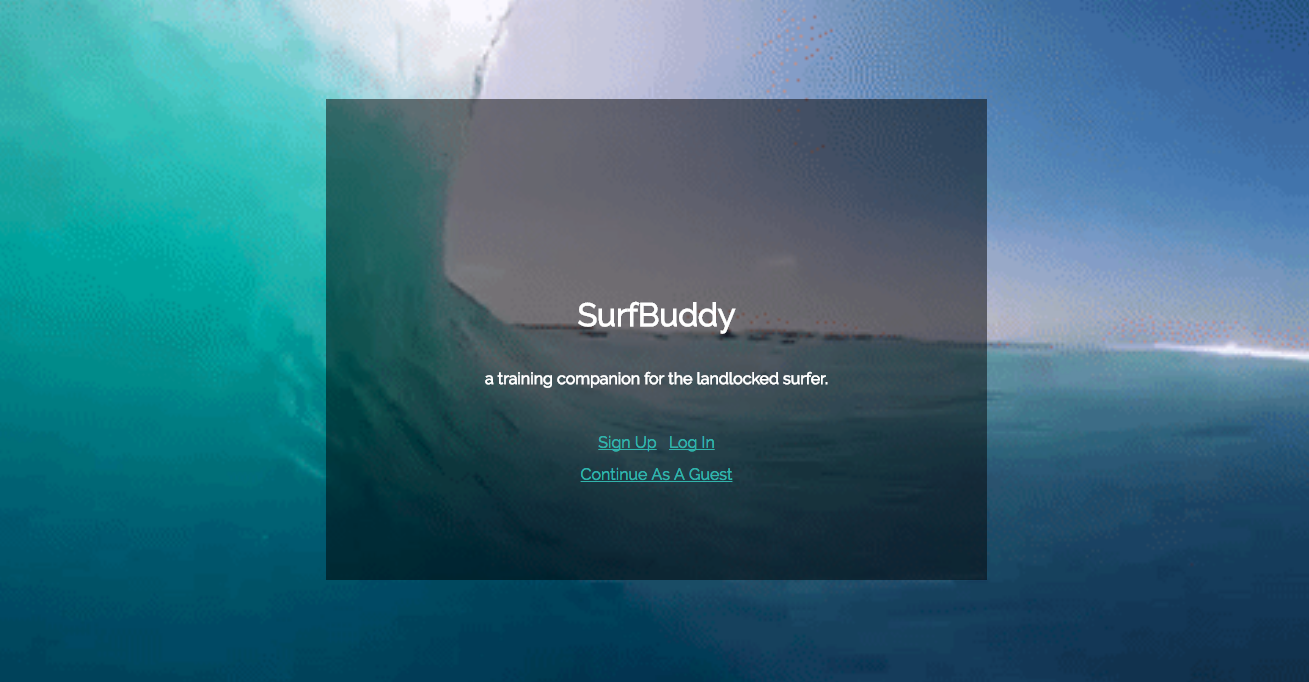 SurfBuddy
a training companion for the landlocked surfer.
Sign Up Log In
Continue As A Guest